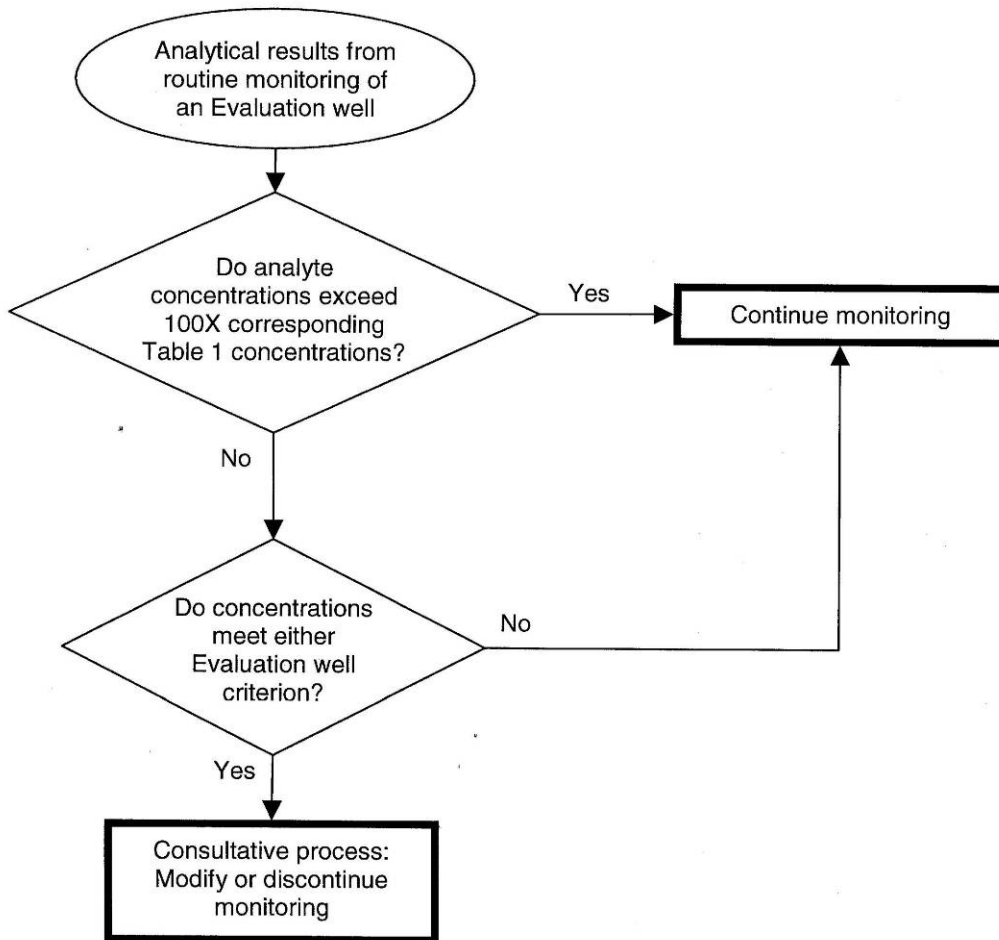 Analytical results from
routine monitoring of
an Evaluation well
Do analyte
concentrations exceed
100X corresponding
Table 1 concentrations?
Yes
Continue monitoring
No
Do concentrations
meet either
Evaluation well
criterion?
No
Yes
Consultative process:
Modify or discontinue
monitoring